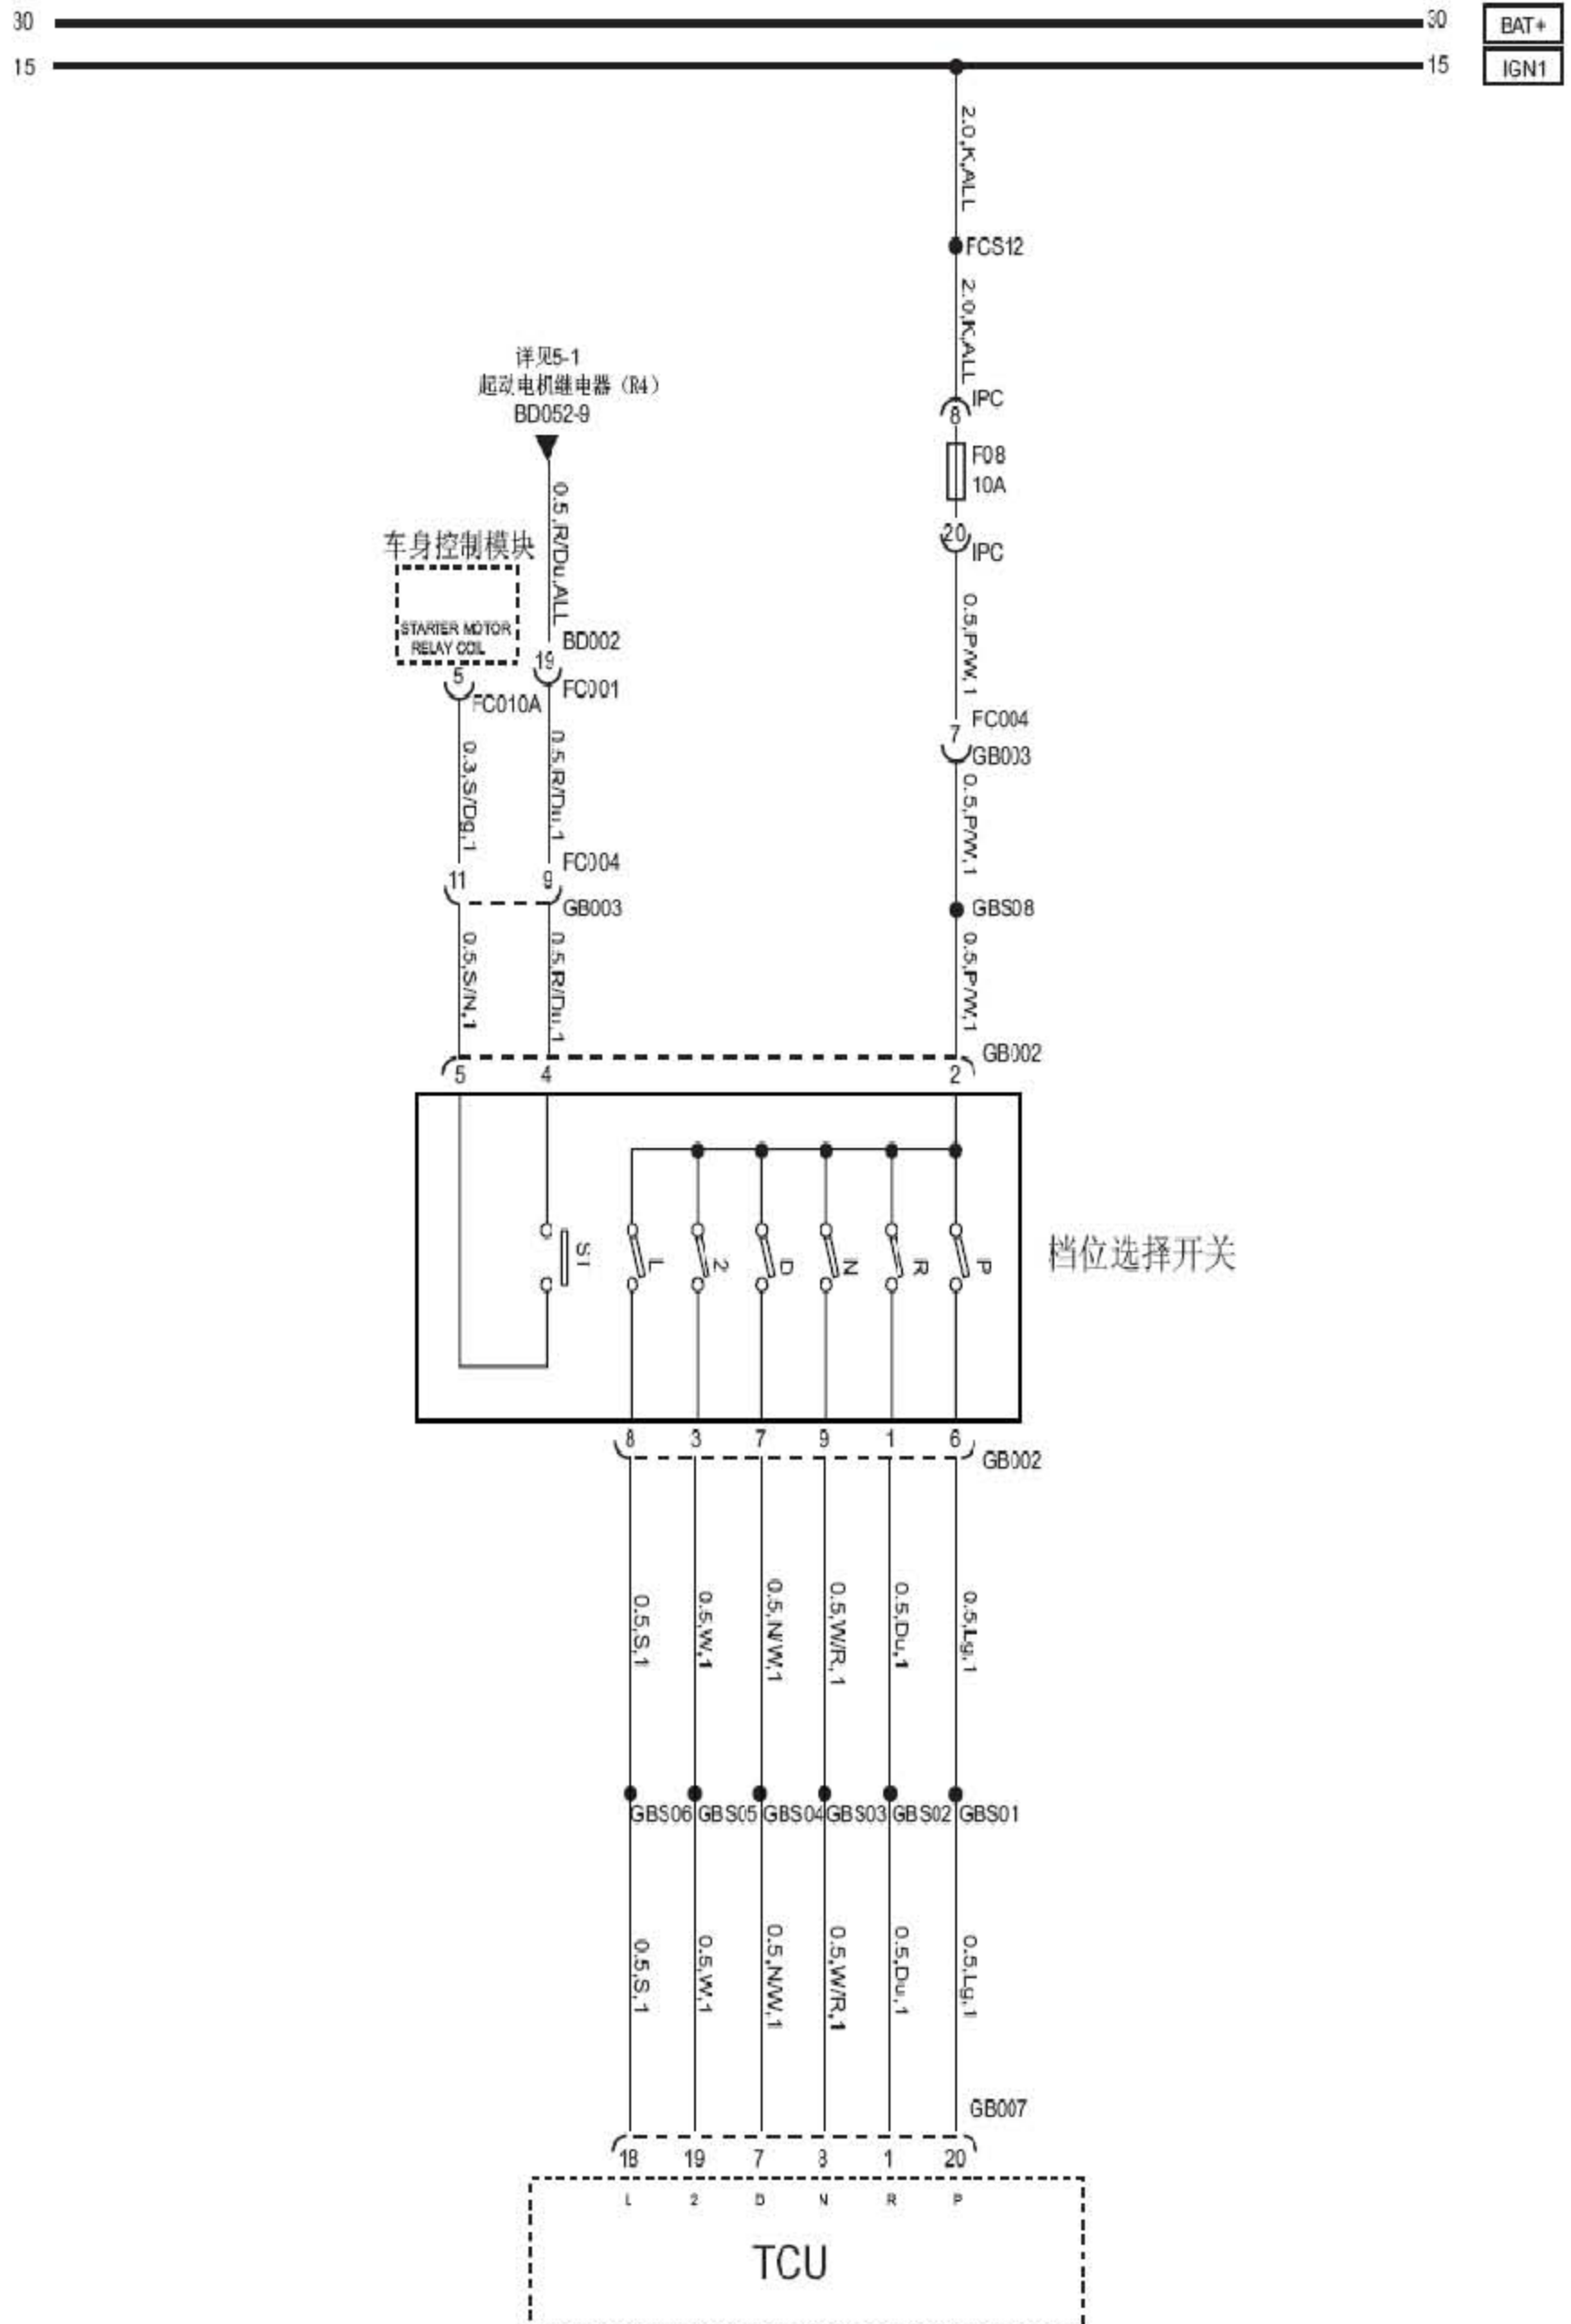 30
30
BAT+
15
15
IGN1
2.0,K,ALL
FCS12
2.0,K,ALL
IPC
8
F08
10A
20
IPC
0.5,P/W,1
FC004
7
GB003
0.5,P/W,1
GBS08
0.5,P/W,1
详见5-1
起动电机继电器（R4）
BD052-9
0.5,R/Du,ALL
车身控制模块
STARTER MOTOR
RELAY COIL
BD002
19
FC001
5
FC010A
0.3,S/Dg,1
0.5,R/Du,1
FC004
11
9
GB003
0.5,S/N,1
0.5,R/Du,1
GB002
5
4
2
ST
L
2
D
N
R
P
档位选择开关
8
3
7
9
1
6
GB002
0.5,S,1
0.5,W,1
0.5,N/W,1
0.5,W/R,1
0.5,Du,1
0.5,Lg,1
GBS06
GBS05
GBS04
GBS03
GBS02
GBS01
0.5,S,1
0.5,W,1
0.5,N/W,1
0.5,W/R,1
0.5,Du,1
0.5,Lg,1
GB007
18
19
7
1
20
L
2
D
N
R
P
TCU